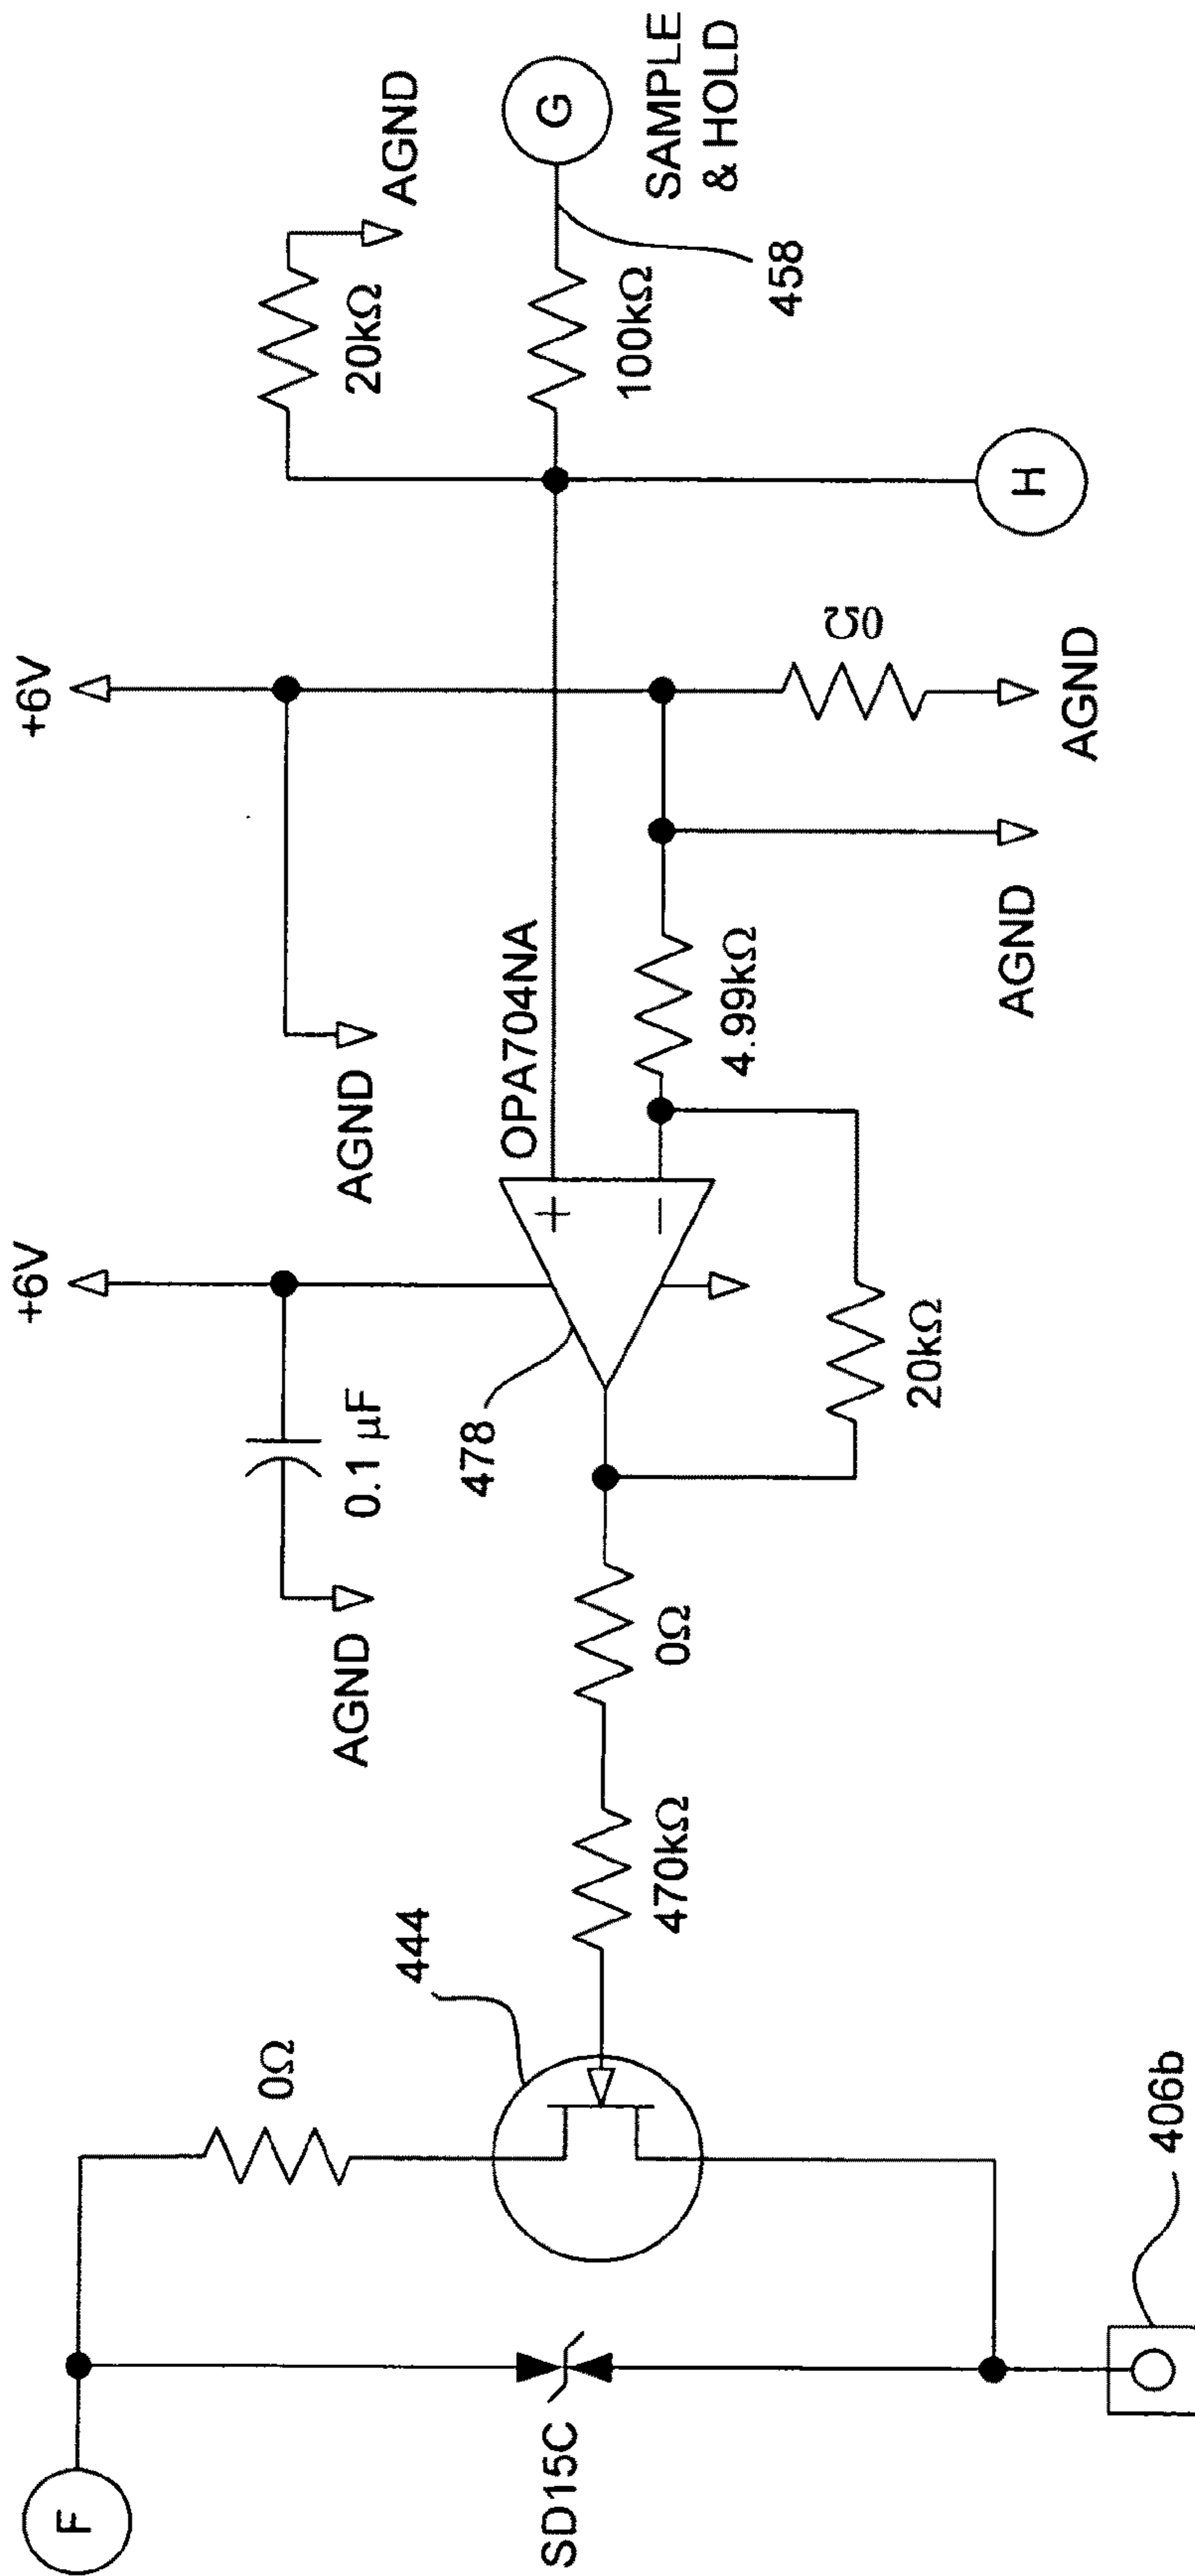 F
SD15C
406b
0Ω
444
470kΩ
0Ω
AGND
0.1 µF
+6V
478
20kΩ
OPA704NA
+
−
AGND
4.99kΩ
AGND
+6V
Ω0
AGND
H
20kΩ
AGND
100kΩ
458
G
SAMPLE
& HOLD